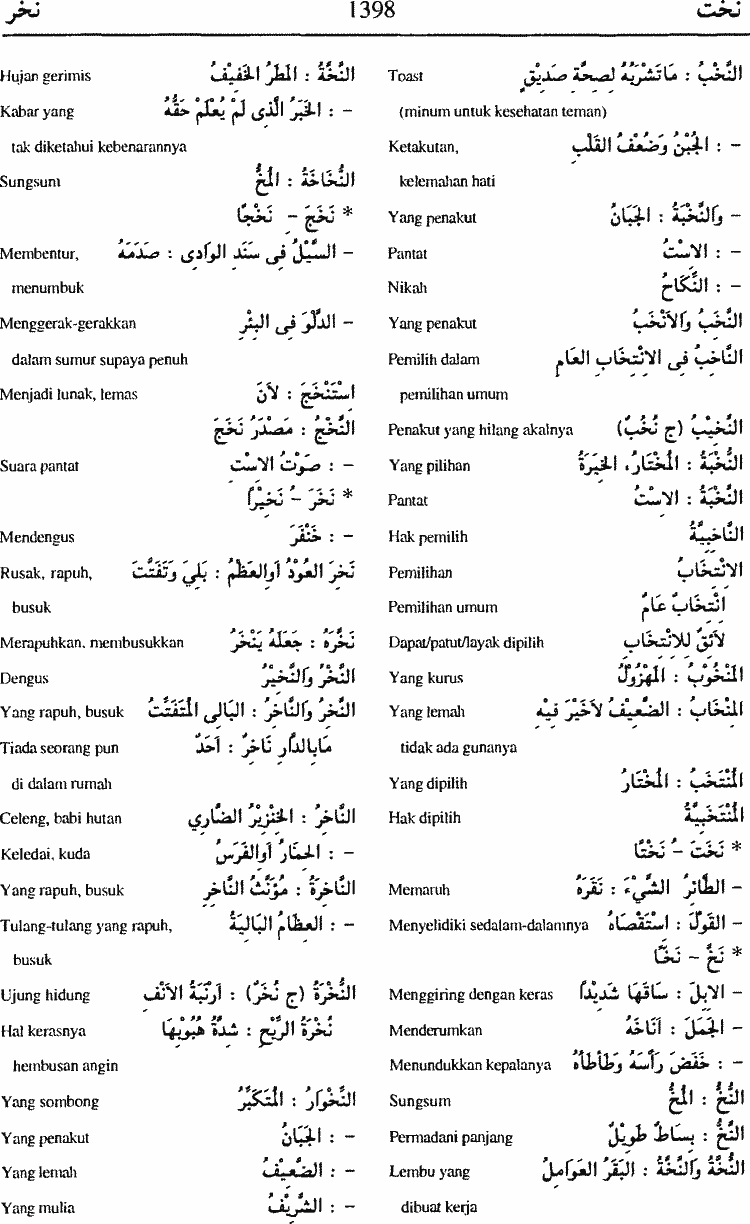 نخت 1398 نخر
النَّخْبُ : مَاتَشْرَبُهُ لِصِحَّةِ صَدِيْقٍ Toast
(minum untuk kesehatan teman)
– : الجُبْنُ وَضُعْفُ القَلْبِ Ketakutan,
kelemahan hati
– وَالنُّخْبَةُ : الجَبَانُ Yang penakut
– : الاسْتُ Pantat
– : النِّكَاحُ Nikah
النَّخَبُ وَالأَنْخَبُ Yang penakut
النَّاخِبُ فِى الاِنْتِخَابِ العَامِ Pemilih dalam
pemilihan umum
النَّخِيْبُ (ج نُخُبٌ) Penakut yang hilang akalnya
النُّخْبَةُ : المُخْتَارُ، الخِيَرَةُ Yang pilihan
النَّخْبَةُ : الاسْتُ Pantat
النَّاخِبِيَّةُ Hak pemilih
الاِنْتِخَابُ Pemilihan
انْتِخَابٌ عَامٌ Pemilihan umum
لاَئِقٌ لِلاِنْتِخَابِ Dapat/patut/layak dipilih
المَنْخُوْبُ : المَهْزُوْلُ Yang kurus
المِنْخَابُ : الضَّعِيْفُ لاَخَيْرَ فِيْهِ Yang lemah
tidak ada gunanya
المُنْتَخَبُ : المُخْتَارُ Yang dipilih
المُنْتَخَبِيَّةُ Hak dipilih
* نَخَتَ – نَخْتًا
– الطَّائِرُ الشَّيْءَ : نَقَرَهُ Mematuh
– القَوْلَ : اسْتَقْصَاهُ Menyelidiki sedalam-dalamnya
* نَخَّ – نَخًّا
– الابِلَ : سَاقَهَا شَدِيْدًا Menggiring dengan keras
– الجَمَلَ : أَنَاخَهُ Menderumkan
– : خَفَضَ رَأْسَهُ وَطَأْطَأَهُ Menundukkan kepalanya
النُّخُّ : المُخُّ Sungsum
النَّخُّ : بِسَاطٌ طَوِيْلٌ Permadani panjang
النُّخَّةُ وَالنَّخَّةُ : البَقَرُ العَوَامِلُ Lembu yang
dibuat kerja
النَّخَّةُ : المَطَرُ الخَفِيْفُ Hujan gerimis
– : الخَبَرُ الَّذِى لَمْ يُعْلَمْ حَقُّهُ Kabar yang
tak diketahui kebenarannya
النُّخَاخَةُ : المُخُّ Sungsum
* نَخَجَ – نَخْجًا
– السَّيْلُ فِى سَنَدِ الوَادِى : صَدَمَهُ Membentur,
menumbuk
– الدَّلْوَ فِى البِئْرِ Menggerak-gerakkan
dalam sumur supaya penuh
اسْتَنْخَجَ : لاَنَ Menjadi lunak, lemas
النَّخْجُ : مَصْدَرُ نَخَجَ
– : صَوْتُ الاسْتِ Suara pantat
* نَخَرَ – نَخِيْرًا
– : خَنْفَرَ Mendengus
نَخِرَ العُوْدُ أَوِالعَظْمُ : بَلِيَ وَتَفَتَّتَ Rusak, rapuh,
busuk
نَخَّرَهُ : جَعَلَهُ يَنْخَرُ Merapuhkan, membusukkan
النَّخْرُ وَالنَّخِيْرُ Dengus
النَّخِرُ وَالنَّاخِرُ : البَالِى المُتَفَتِّتُ Yang rapuh, busuk
مَابِالدَّارِ نَاخِرٌ : أَحَدٌ Tiada seorang pun
di dalam rumah
النَّاخِرُ : الخِنْزِيْرُ الضَّارِي Celeng, babi hutan
– : الحِمَارُ أَوِالفَرَسُ Keledai, kuda
النَّاخِرَةُ : مُؤَنَّثُ النَّاخِرِ Yang rapuh, busuk
– : العِظَامُ البَالِيَةُ Tulang-tulang yang rapuh,
busuk
النُّخْرَةُ (ج نُخَرٌ) : أَرْنَبَةُ الأَنْفِ Ujung hidung
نُخْرَةُ الرِّيْحِ : شِدَّةُ هُبُوْبِهَا Hal kerasnya
hembusan angin
النِّخْوَارُ : المُتَكَبِّرُ Yang sombong
– : الجَبَانُ Yang penakut
– : الضَّعِيْفُ Yang lemah
– : الشَّرِيْفُ Yang mulia